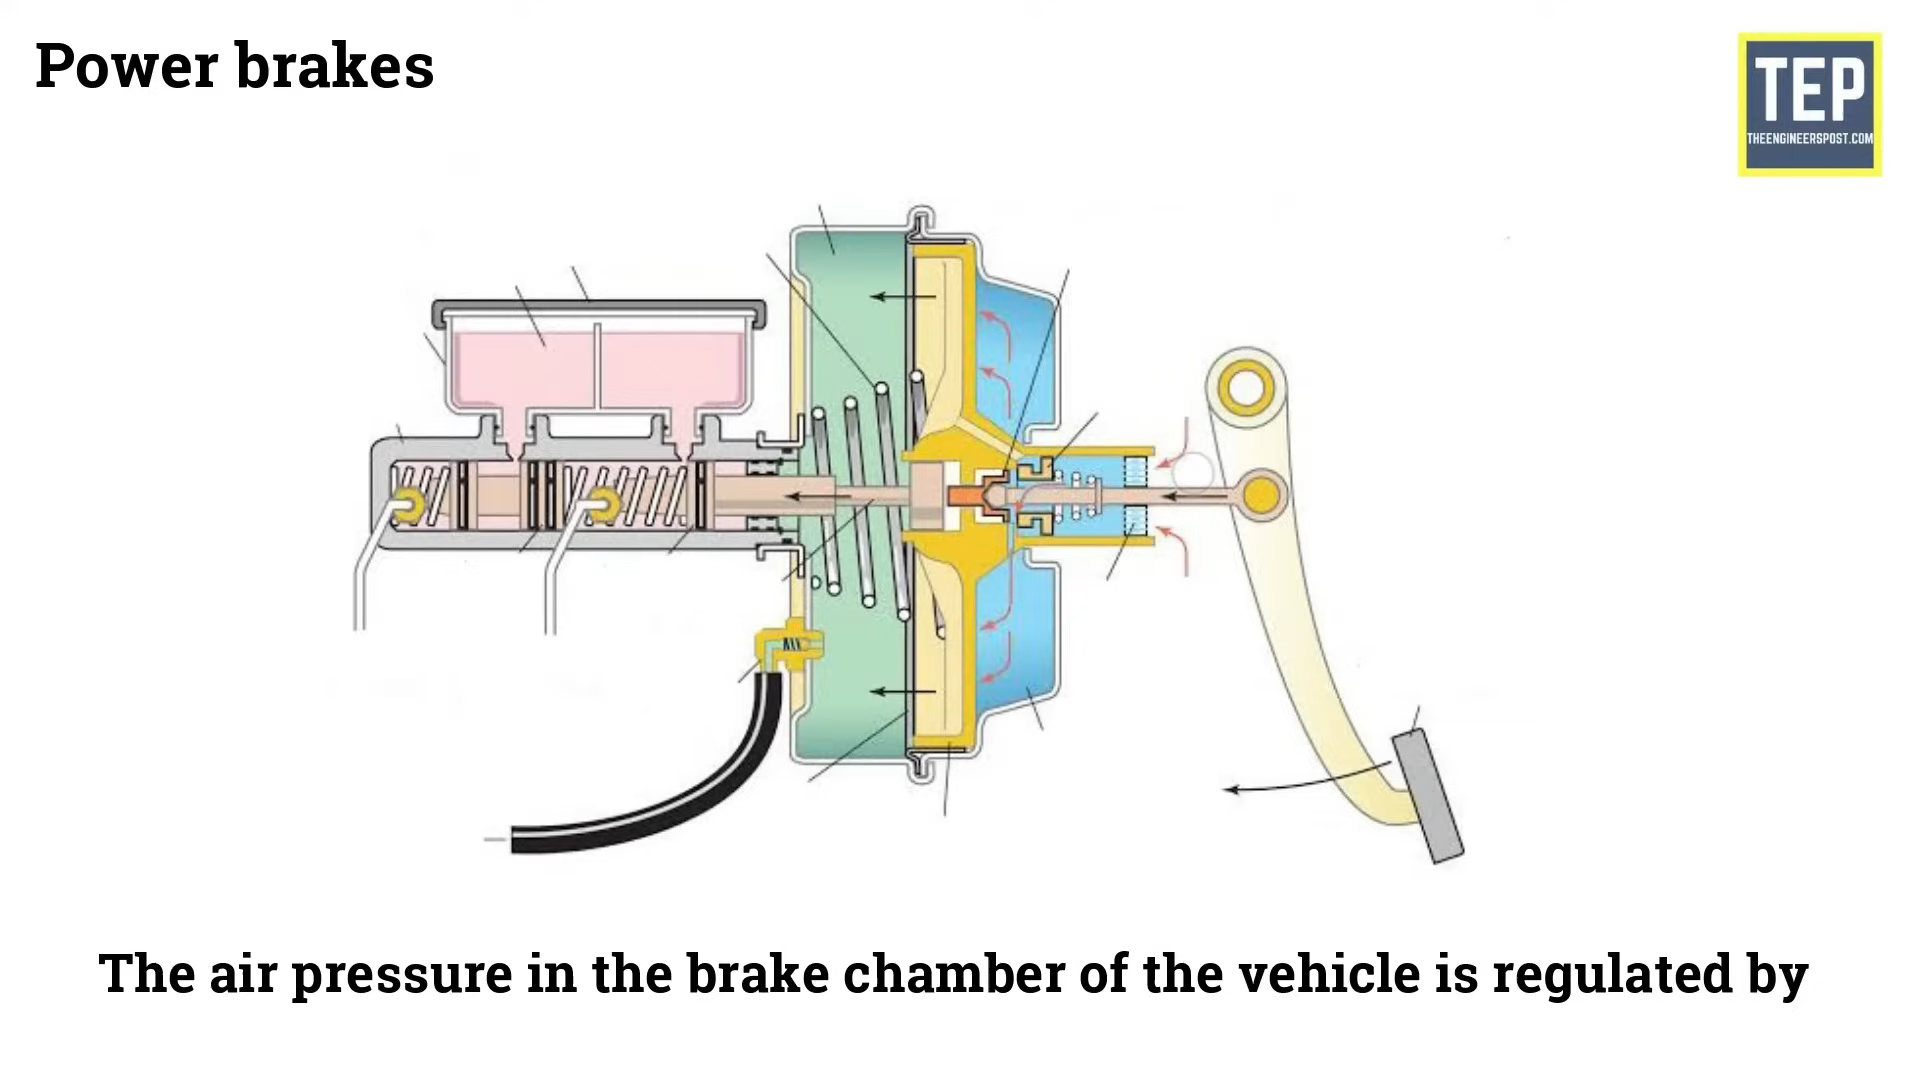 Power brakes
TEP
THEENGINEERSPOST.COM
The air pressure in the brake chamber of the vehicle is regulated by